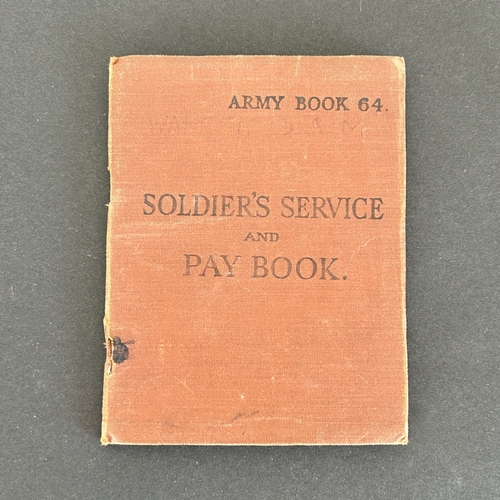 ARMY BOOK 64.
SOLDIER'S SERVICE
AND
PAY BOOK.